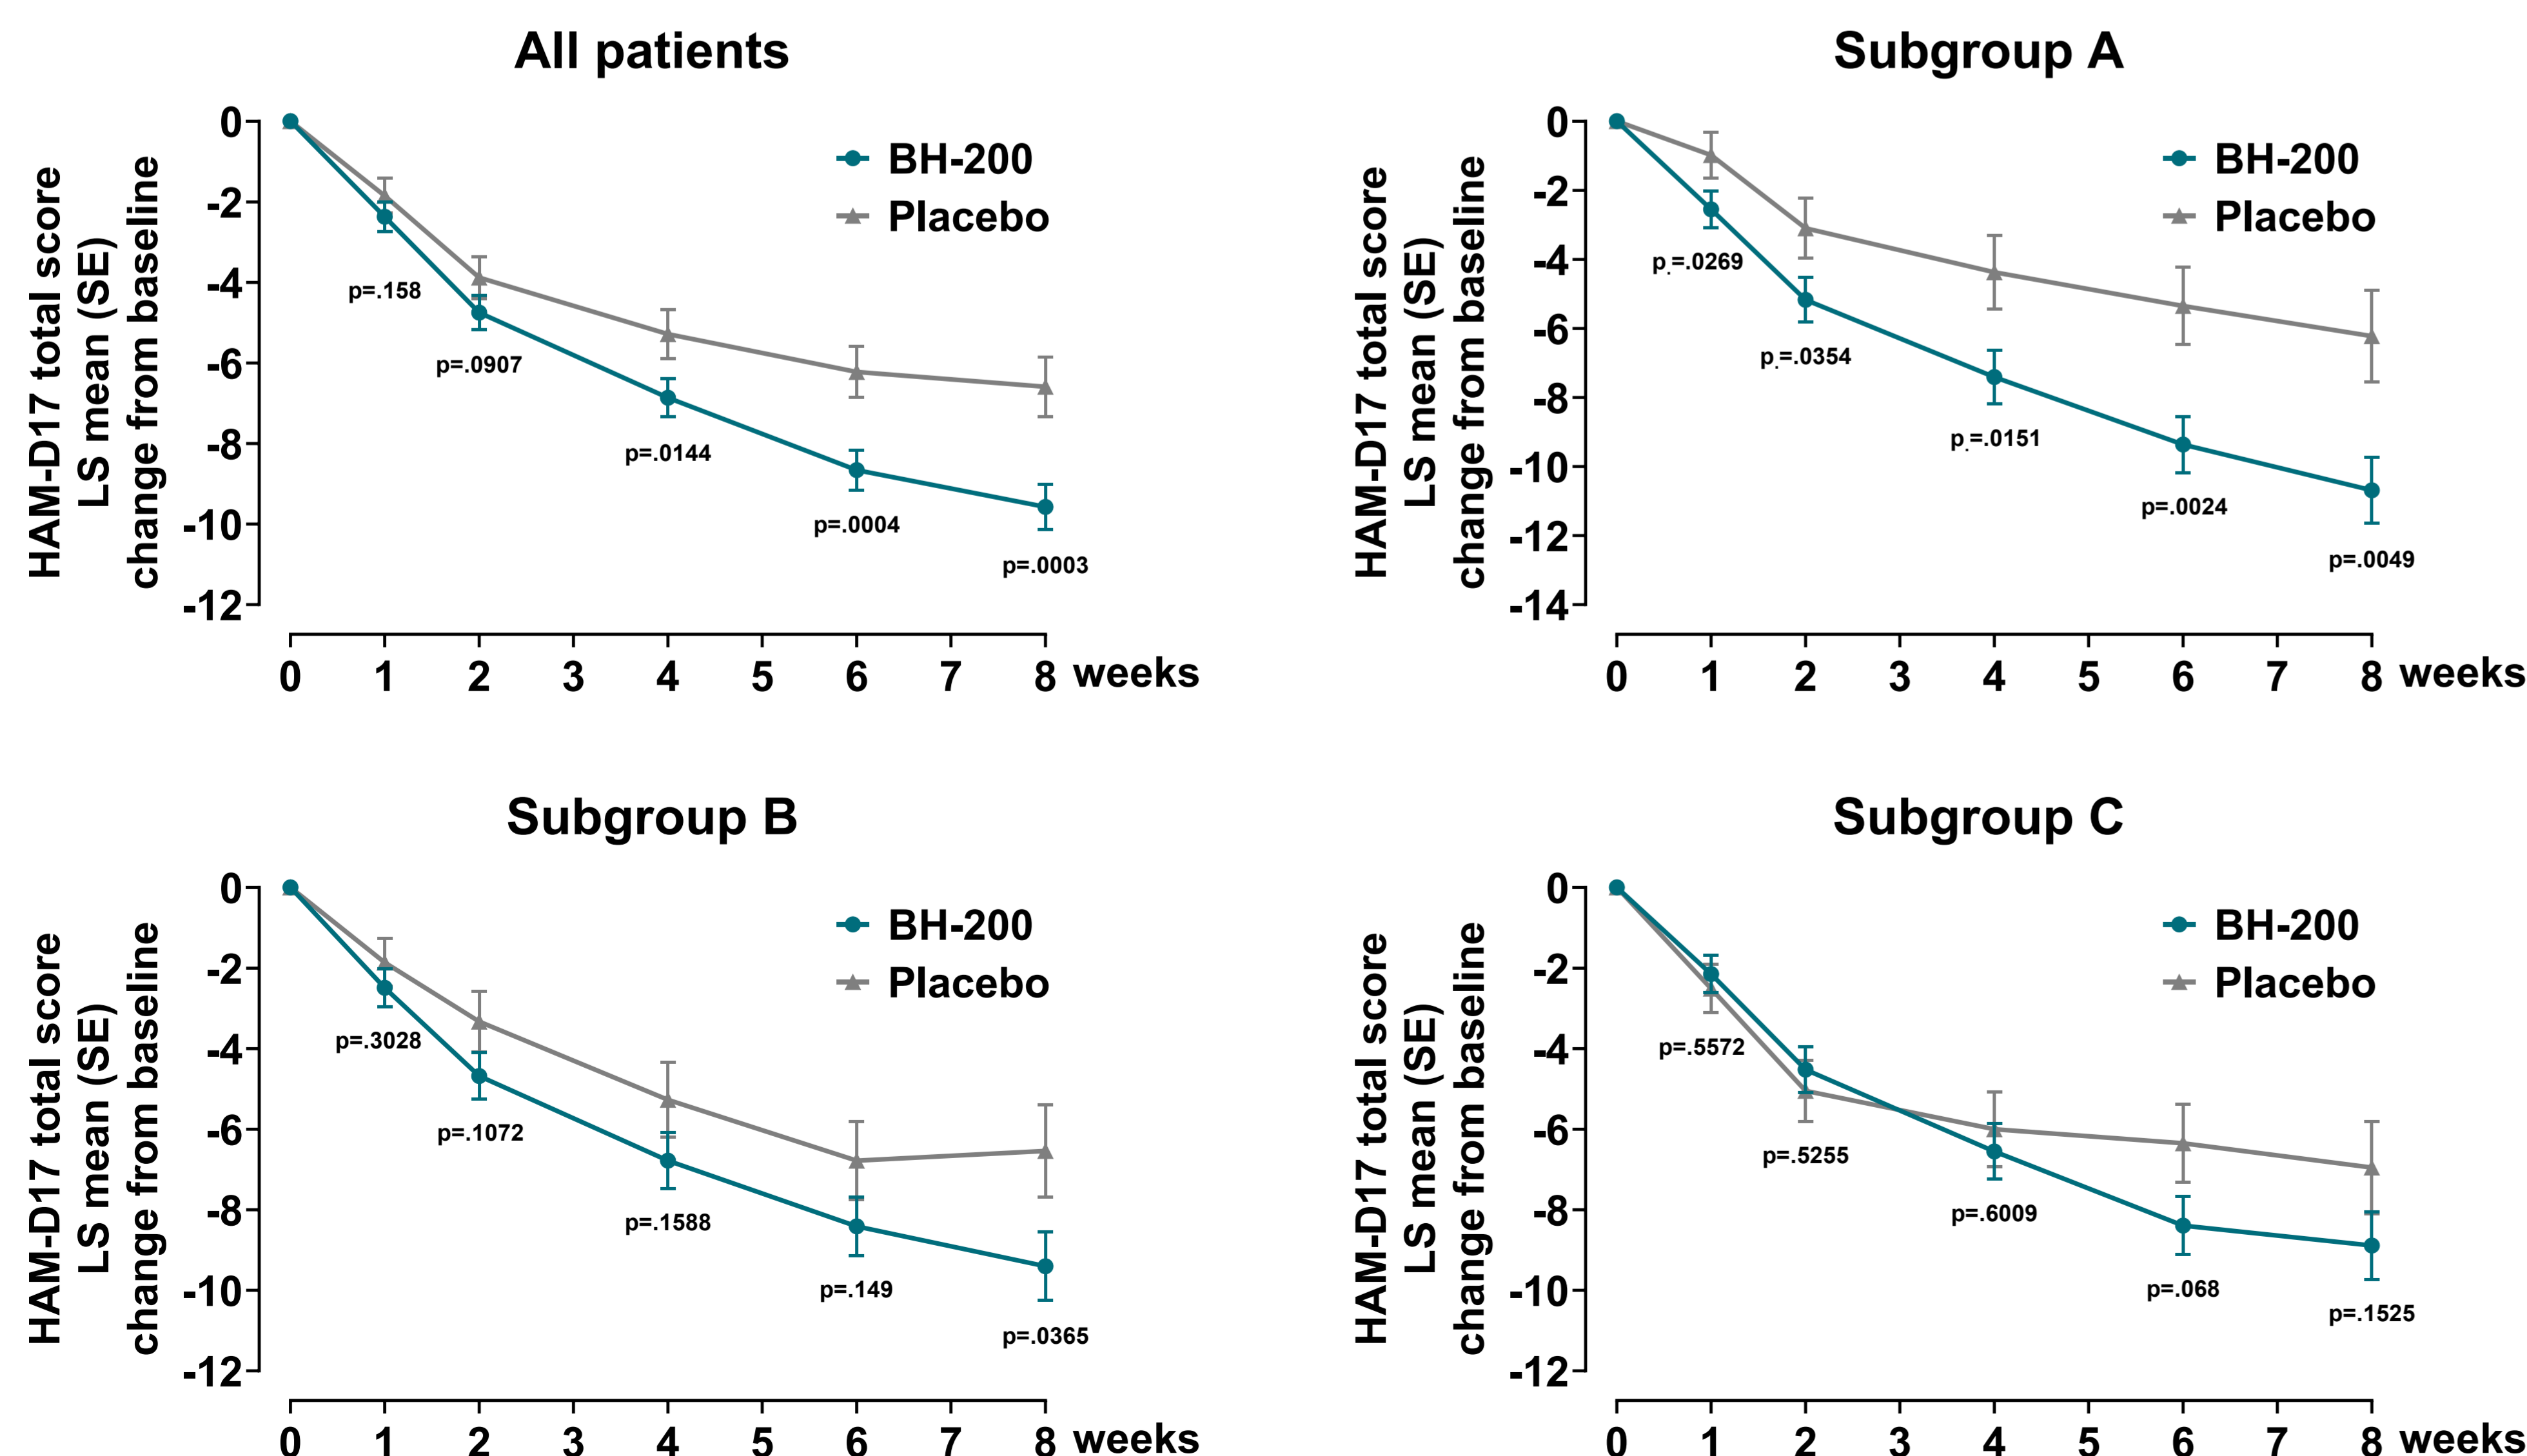 All patients
HAM-D17 total score
LS mean (SE)
change from baseline
0
-2
-4
-6
-8
-10
-12
BH-200
Placebo
p=.158
p=.0907
p=.0144
p=.0004
p=.0003
0 1 2 3 4 5 6 7 8 weeks
Subgroup A
HAM-D17 total score
LS mean (SE)
change from baseline
0
-2
-4
-6
-8
-10
-12
-14
BH-200
Placebo
p.=.0269
p.=.0354
p.=.0151
p=.0024
p=.0049
0 1 2 3 4 5 6 7 8 weeks
Subgroup B
HAM-D17 total score
LS mean (SE)
change from baseline
0
-2
-4
-6
-8
-10
-12
BH-200
Placebo
p=.3028
p=.1072
p=.1588
p=.149
p=.0365
0 1 2 3 4 5 6 7 8 weeks
Subgroup C
HAM-D17 total score
LS mean (SE)
change from baseline
0
-2
-4
-6
-8
-10
-12
BH-200
Placebo
p=.5572
p=.5255
p=.6009
p=.068
p=.1525
0 1 2 3 4 5 6 7 8 weeks